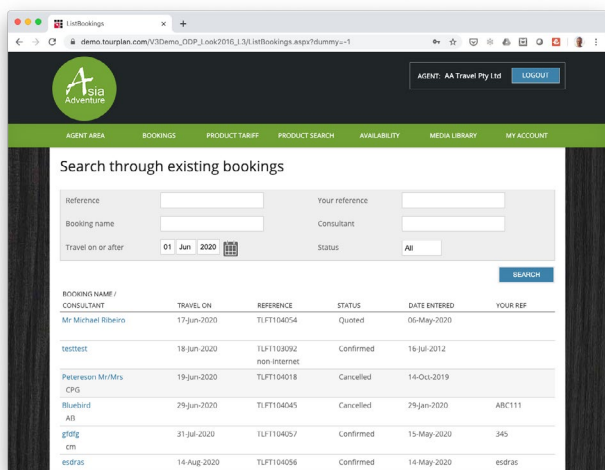 ListBookings
demo.tourplan.com/V3Demo_ODP_Look2016_L3/ListBookings.aspx?dummy=-1
Asia
Adventure
AGENT: AA Travel Pty Ltd LOGOUT
AGENT AREA BOOKINGS PRODUCT TARIFF PRODUCT SEARCH AVAILABILITY MEDIA LIBRARY MY ACCOUNT
Search through existing bookings
Reference Your reference
Booking name Consultant
Travel on or after 01 Jun 2020 Status All
SEARCH
BOOKING NAME /
CONSULTANT TRAVEL ON REFERENCE STATUS DATE ENTERED YOUR REF
Mr Michael Ribeiro 17-Jun-2020 TLFT104054 Quoted 06-May-2020
testtest 18-Jun-2020 TLFT103092 Confirmed 16-Jul-2012
non-internet
Petereson Mr/Mrs 19-Jun-2020 TLFT104018 Cancelled 14-Oct-2019
CPG
Bluebird 29-Jun-2020 TLFT104045 Cancelled 29-Jan-2020 ABC111
AB
gfdfg 31-Jul-2020 TLFT104057 Confirmed 15-May-2020 345
cm
esdras 14-Aug-2020 TLFT104056 Confirmed 14-May-2020 esdras